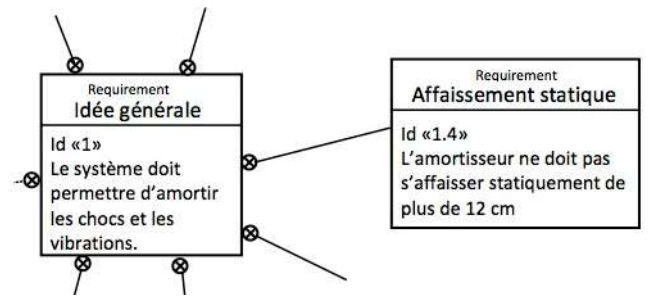 Requirement
Idée générale
Id «1»
Le système doit
permettre d'amortir
les chocs et les
vibrations.
Requirement
Affaissement statique
Id «1.4»
L'amortisseur ne doit pas
s'affaisser statiquement de
plus de 12 cm